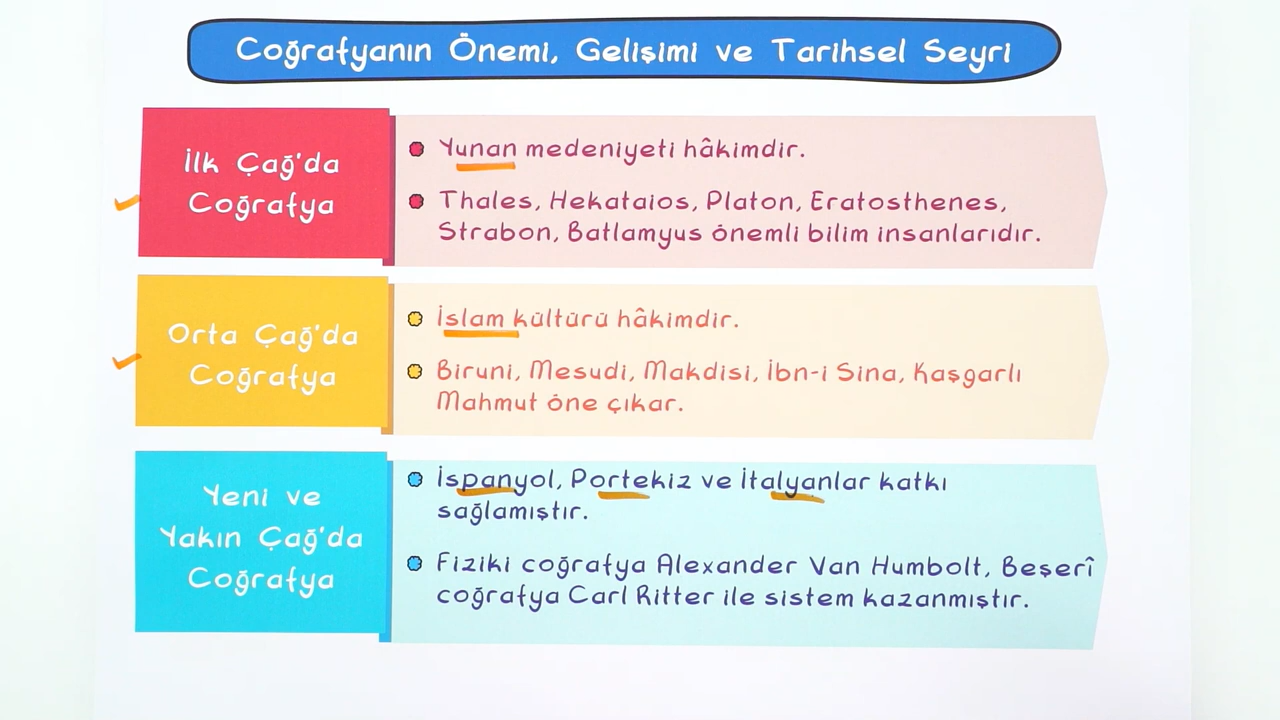 Coğrafyanın Önemi, Gelişimi ve Tarihsel Seyri
İlk Çağ'da
Coğrafya
Yunan medeniyeti hâkimdir.
Thales, Hekataios, Platon, Eratosthenes,
Strabon, Batlamyus önemli bilim insanlarıdır.
Orta Çağ'da
Coğrafya
İslam kültürü hâkimdir.
Biruni, Mesudi, Makdisi, İbn-i Sina, Kaşgarlı
Mahmut öne çıkar.
Yeni ve
Yakın Çağ'da
Coğrafya
İspanyol, Portekiz ve İtalyanlar katkı
sağlamıştır.
Fiziki coğrafya Alexander Van Humbolt, Beşerî
coğrafya Carl Ritter ile sistem kazanmıştır.